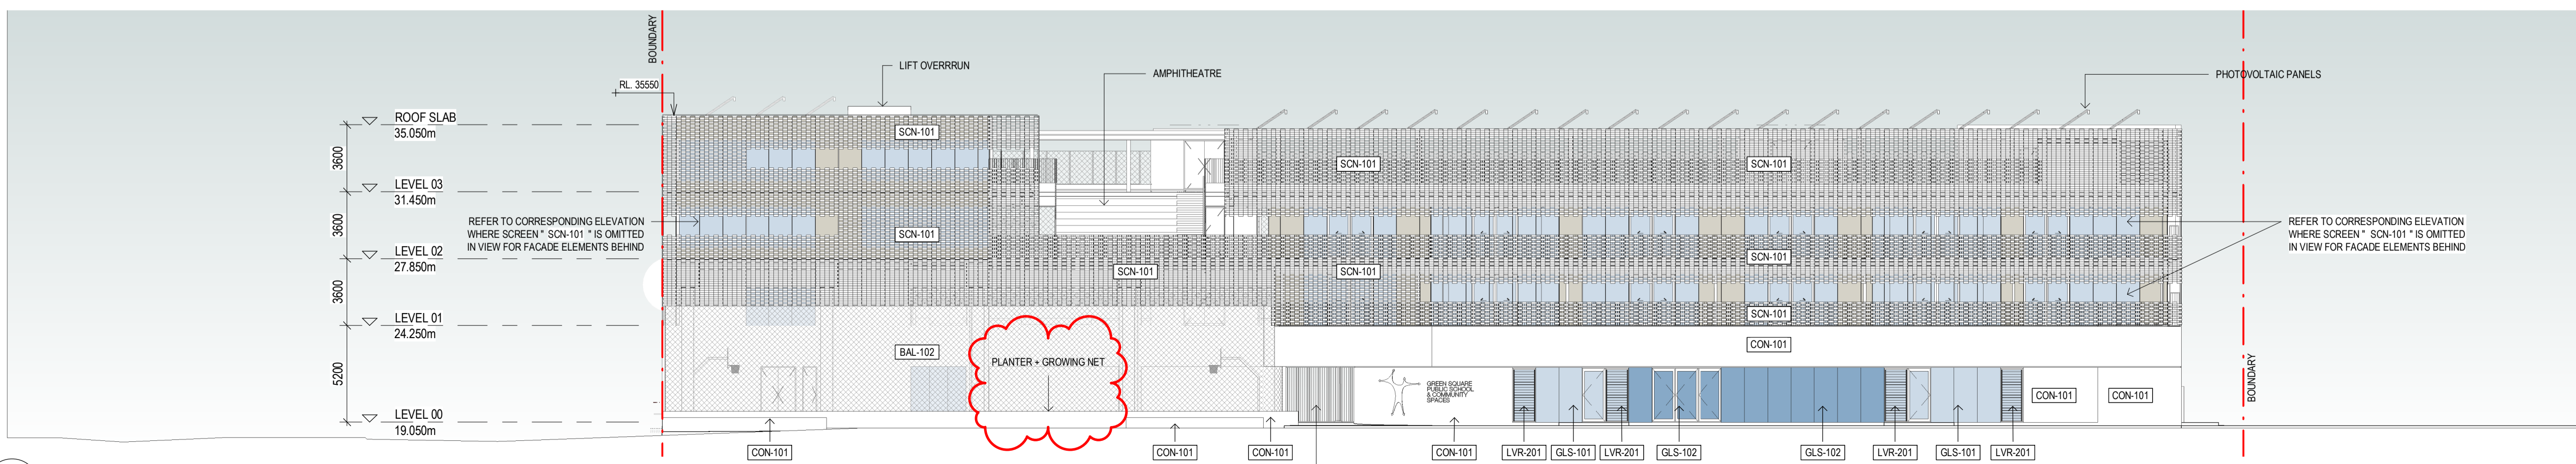 BOUNDARY
RL. 35550
LIFT OVERRRUN
AMPHITHEATRE
PHOTOVOLTAIC PANELS
ROOF SLAB
35.050m
3600
LEVEL 03
31.450m
3600
LEVEL 02
27.850m
3600
LEVEL 01
24.250m
5200
LEVEL 00
19.050m
REFER TO CORRESPONDING ELEVATION
WHERE SCREEN " SCN-101 " IS OMITTED
IN VIEW FOR FACADE ELEMENTS BEHIND
SCN-101
SCN-101
SCN-101
SCN-101
SCN-101
SCN-101
SCN-101
SCN-101
REFER TO CORRESPONDING ELEVATION
WHERE SCREEN " SCN-101 " IS OMITTED
IN VIEW FOR FACADE ELEMENTS BEHIND
BAL-102
PLANTER + GROWING NET
CON-101
GREEN SQUARE
PUBLIC SCHOOL
& COMMUNITY
SPACES
CON-101
CON-101
BOUNDARY
CON-101
CON-101
CON-101
CON-101
LVR-201
GLS-101
LVR-201
GLS-102
GLS-102
LVR-201
GLS-101
LVR-201